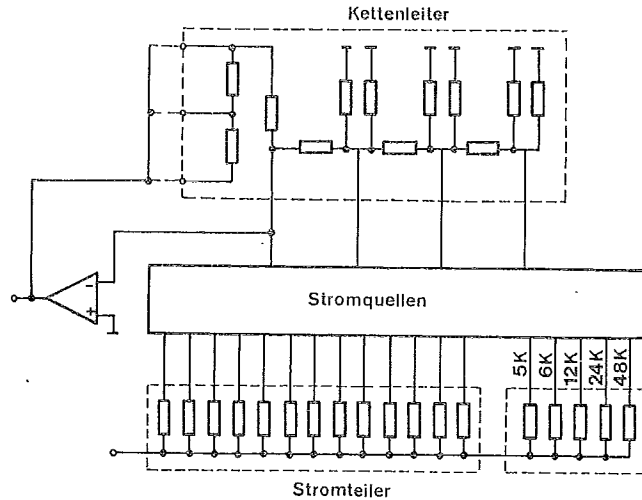 Kettenleiter
-
+
Stromquellen
5K
6K
12K
24K
48K
Stromteiler